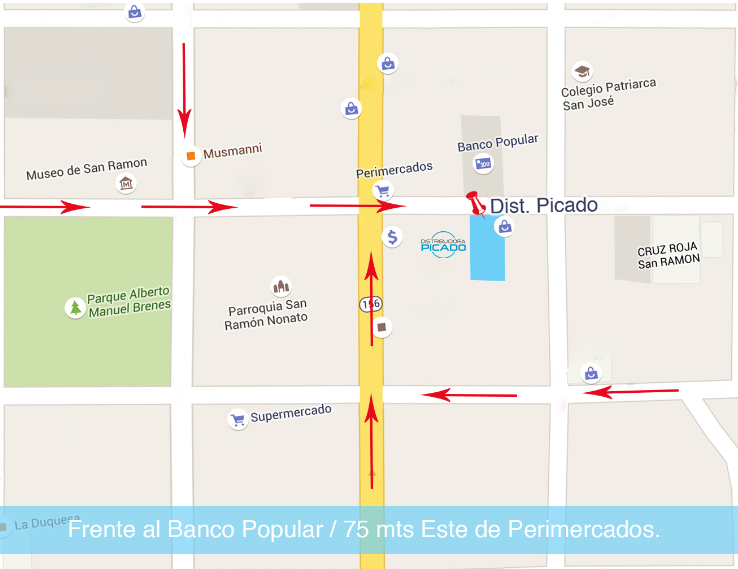 Colegio Patriarca
San José
Banco Popular
Musmanni
Museo de San Ramon
Perimercados
Dist. Picado
DISTRIBUIDORA
PICADO
CRUZ ROJA
San RAMON
Parque Alberto
Manuel Brenes
Parroquia San
Ramón Nonato
156
Supermercado
La Duquesa
Frente al Banco Popular / 75 mts Este de Perimercados.